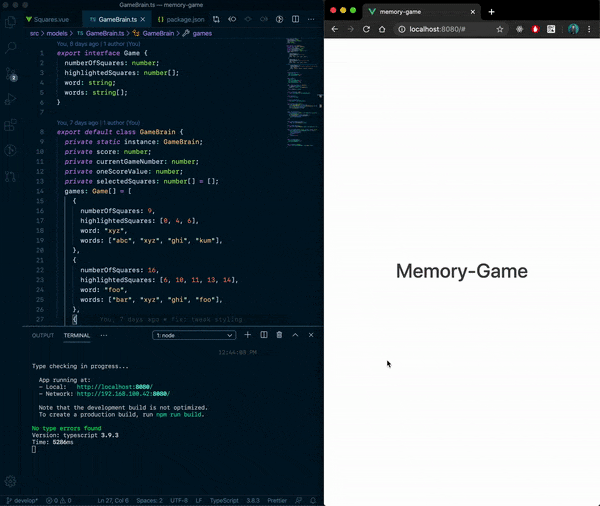 GameBrain.ts — memory-game
Squares.vue
GameBrain.ts
package.json
src > models > GameBrain.ts > GameBrain > games
You, 8 days ago | 1 author (You)
1 export interface Game {
2 numberOfSquares: number;
3 highlightedSquares: number[];
4 word: string;
5 words: string[];
6 }
7
You, 7 days ago | 1 author (You)
8 export default class GameBrain {
9 private static instance: GameBrain;
10 private score: number;
11 private currentGameNumber: number;
12 private oneScoreValue: number;
13 private selectedSquares: number[] = [];
14 games: Game[] = [
15 {
16 numberOfSquares: 9,
17 highlightedSquares: [0, 4, 6],
18 word: "xyz",
19 words: ["abc", "xyz", "ghi", "kum"],
20 },
21 {
22 numberOfSquares: 16,
23 highlightedSquares: [6, 10, 11, 13, 14],
24 word: "foo",
25 words: ["bar", "xyz", "ghi", "foo"],
26 },
27 { You, 7 days ago • fix: tweak styling
OUTPUT TERMINAL ··· 1: node
12:44:09 PM
Type checking in progress...
App running at:
- Local: http://localhost:8080/
- Network: http://192.168.100.42:8080/
Note that the development build is not optimized.
To create a production build, run npm run build.
No type errors found
Version: typescript 3.9.3
Time: 5286ms
develop* 0 0 Ln 27, Col 6 Spaces: 2 UTF-8 LF TypeScript 3.8.3 Prettier
memory-game
localhost:8080/#
Memory-Game